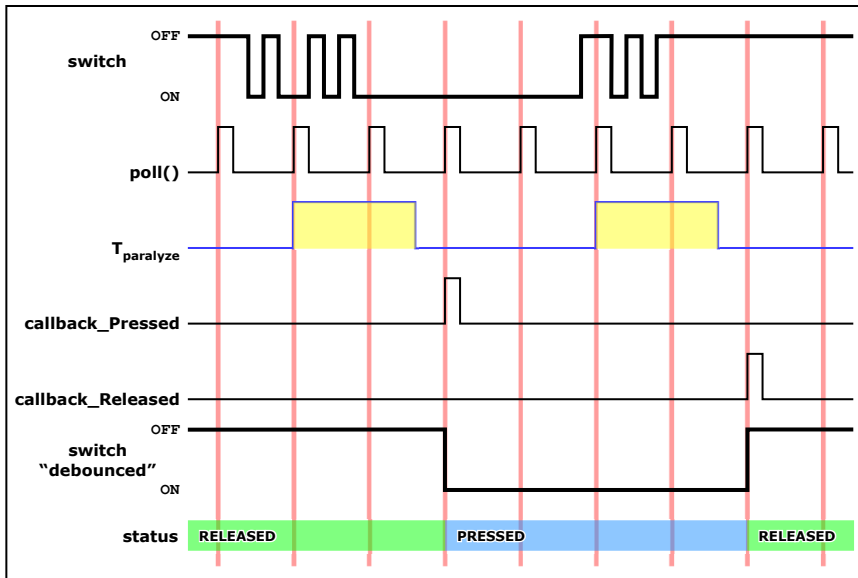 OFF
switch
ON
poll()
Tparalyze
callback_Pressed
callback_Released
OFF
switch
“debounced”
ON
status
RELEASED
PRESSED
RELEASED